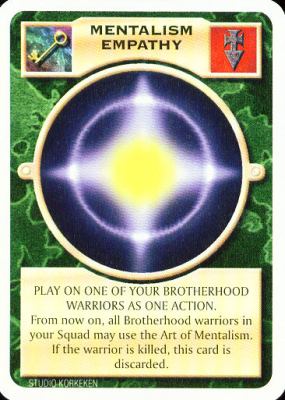 MENTALISM
EMPATHY
PLAY ON ONE OF YOUR BROTHERHOOD
WARRIORS AS ONE ACTION.
From now on, all Brotherhood warriors in
your Squad may use the Art of Mentalism.
If the warrior is killed, this card is
discarded.
STUDIO KORKEKEN